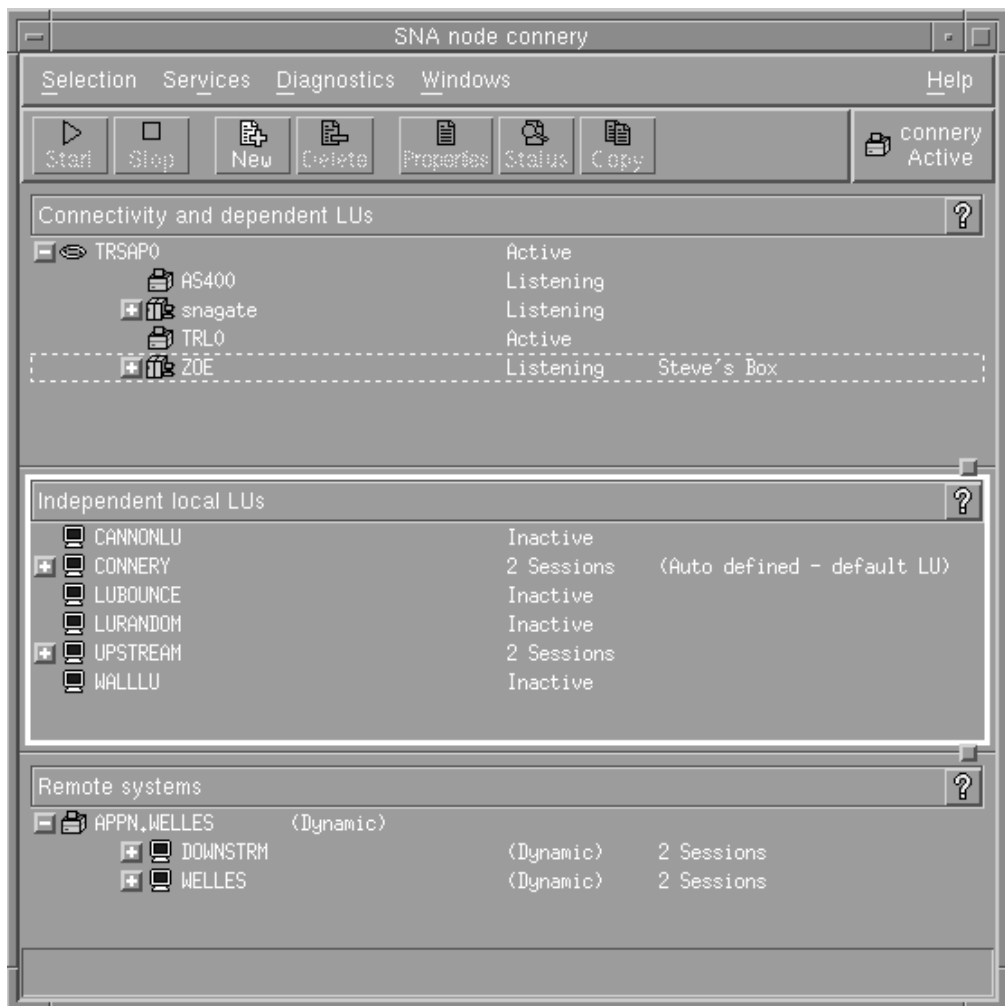 SNA node connery
Selection Services Diagnostics Windows Help
Start Stop New Delete Properties Status Copy connery Active
Connectivity and dependent LUs ?
TRSAP0 Active
AS400 Listening
snagate Listening
TRL0 Active
ZOE Listening Steve's Box
Independent local LUs ?
CANNONLU Inactive
CONNERY 2 Sessions (Auto defined - default LU)
LUBOUNCE Inactive
LURANDOM Inactive
UPSTREAM 2 Sessions
WALLLU Inactive
Remote systems ?
APPN.WELLES (Dynamic)
DOWNSTRM (Dynamic) 2 Sessions
WELLES (Dynamic) 2 Sessions